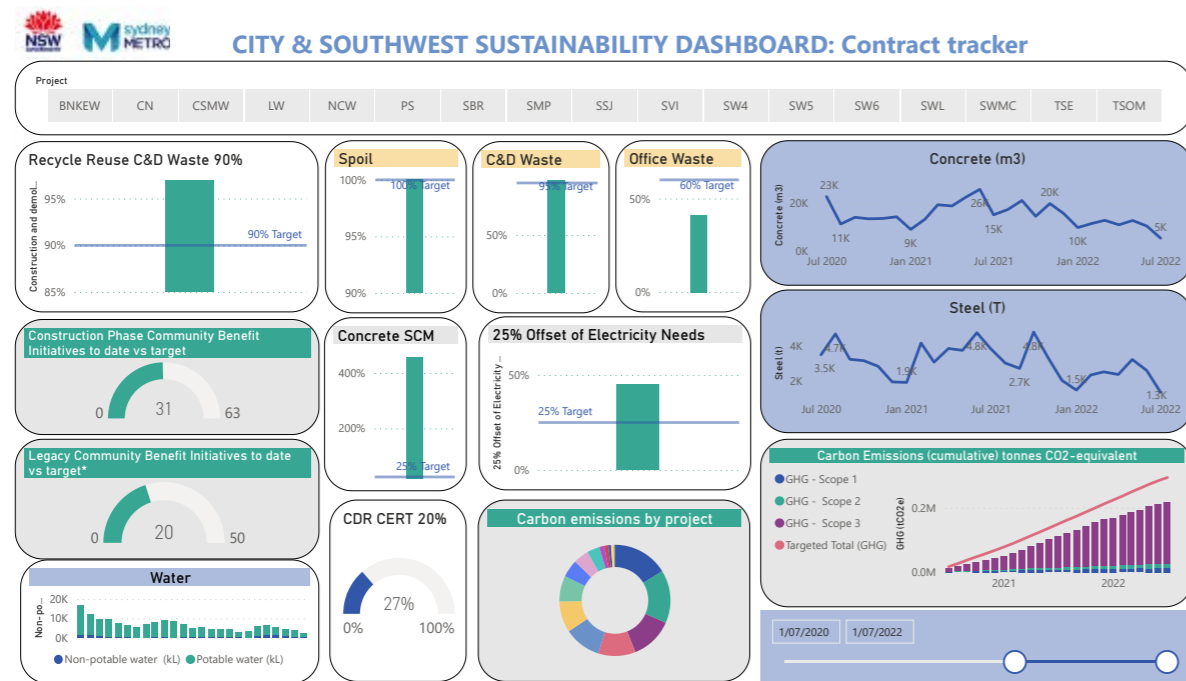 NSW
sydney
METRO
CITY & SOUTHWEST SUSTAINABILITY DASHBOARD: Contract tracker
Project
BNKEW CN CSMW LW NCW PS SBR SMP SSJ SVI SW4 SW5 SW6 SWL SWMC TSE TSOM
Recycle Reuse C&D Waste 90%
Construction and demol...
95%
90%
85%
90% Target
Spoil
100%
95%
90%
100% Target
C&D Waste
50%
0%
95% Target
Office Waste
50%
0%
60% Target
Concrete (m3)
Concrete (m3)
20K
0K
23K
11K
9K
26K
15K
20K
10K
5K
Jul 2020 Jan 2021 Jul 2021 Jan 2022 Jul 2022
Construction Phase Community Benefit
Initiatives to date vs target
0 31 63
Concrete SCM
400%
200%
25% Target
25% Offset of Electricity Needs
25% Offset of Electricity ...
50%
0%
25% Target
Steel (T)
Steel (t)
4K
2K
3.5K
4.7K
1.9K
4.8K
2.7K
4.8K
1.5K
1.3K
Jul 2020 Jan 2021 Jul 2021 Jan 2022 Jul 2022
Legacy Community Benefit Initiatives to date
vs target*
0 20 50
Carbon Emissions (cumulative) tonnes CO2-equivalent
GHG - Scope 1
GHG - Scope 2
GHG - Scope 3
Targeted Total (GHG)
GHG (tCO2e)
0.2M
0.0M
2021 2022
CDR CERT 20%
27%
0% 100%
Carbon emissions by project
Water
Non-po...
20K
10K
0K
Non-potable water (kL) Potable water (kL)
1/07/2020 1/07/2022